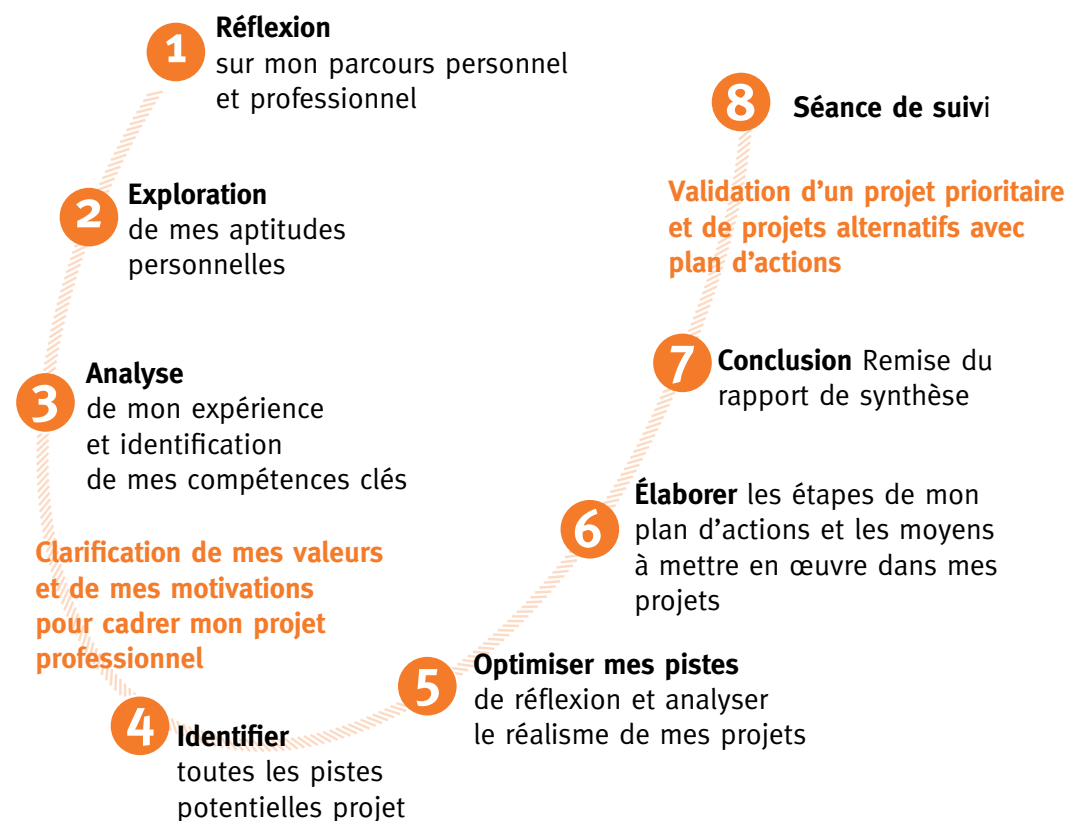 1
Réflexion
sur mon parcours personnel
et professionnel
2
Exploration
de mes aptitudes
personnelles
3
Analyse
de mon expérience
et identification
de mes compétences clés
Clarification de mes valeurs
et de mes motivations
pour cadrer mon projet
professionnel
4
Identifier
toutes les pistes
potentielles projet
5
Optimiser mes pistes
de réflexion et analyser
le réalisme de mes projets
6
Élaborer les étapes de mon
plan d’actions et les moyens
à mettre en œuvre dans mes
projets
7
Conclusion Remise du
rapport de synthèse
Validation d’un projet prioritaire
et de projets alternatifs avec
plan d’actions
8
Séance de suivi